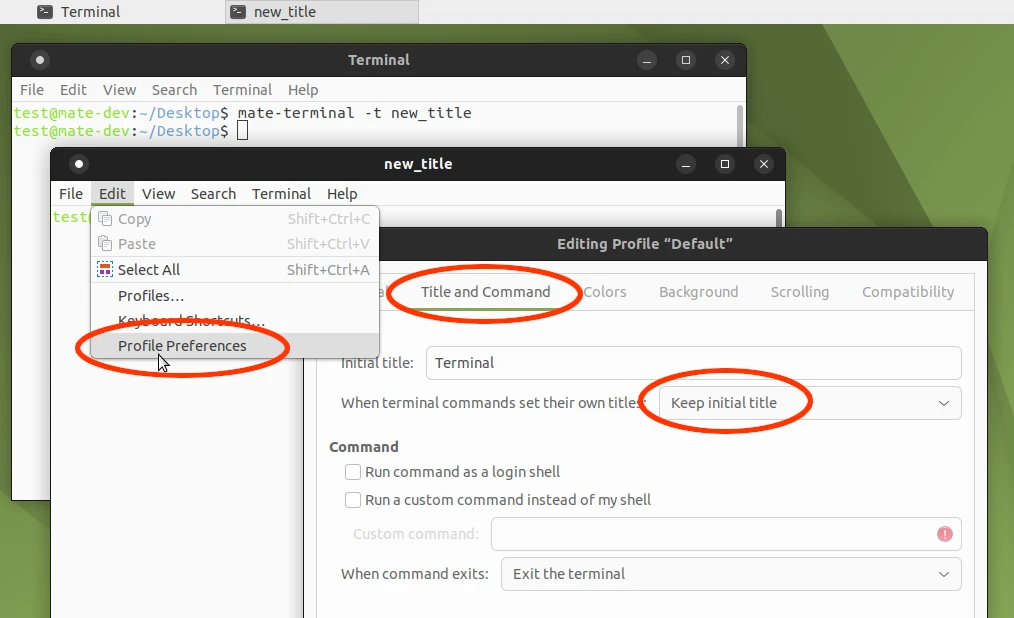 Terminal
new_title
Terminal
File Edit View Search Terminal Help
test@mate-dev:~/Desktop$ mate-terminal -t new_title
test@mate-dev:~/Desktop$
new_title
File Edit View Search Terminal Help
test
Copy Shift+Ctrl+C
Paste Shift+Ctrl+V
Select All Shift+Ctrl+A
Profiles...
Keyboard Shortcuts...
Profile Preferences
Editing Profile “Default”
Title and Command Colors Background Scrolling Compatibility
Initial title: Terminal
When terminal commands set their own titles: Keep initial title
Command
Run command as a login shell
Run a custom command instead of my shell
Custom command:
When command exits: Exit the terminal